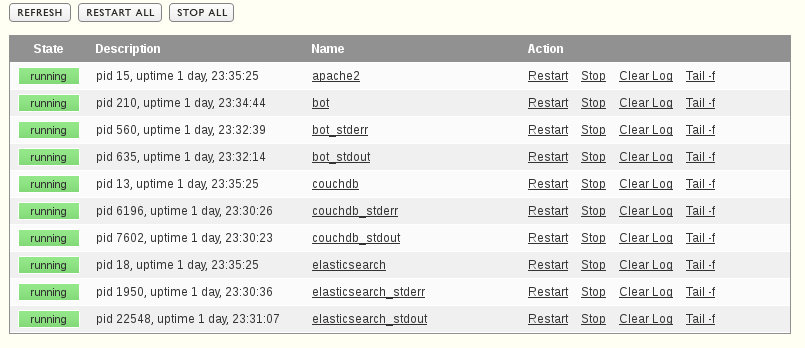 REFRESH RESTART ALL STOP ALL
State Description Name Action
running pid 15, uptime 1 day, 23:35:25 apache2 Restart Stop Clear Log Tail -f
running pid 210, uptime 1 day, 23:34:44 bot Restart Stop Clear Log Tail -f
running pid 560, uptime 1 day, 23:32:39 bot_stderr Restart Stop Clear Log Tail -f
running pid 635, uptime 1 day, 23:32:14 bot_stdout Restart Stop Clear Log Tail -f
running pid 13, uptime 1 day, 23:35:25 couchdb Restart Stop Clear Log Tail -f
running pid 6196, uptime 1 day, 23:30:26 couchdb_stderr Restart Stop Clear Log Tail -f
running pid 7602, uptime 1 day, 23:30:23 couchdb_stdout Restart Stop Clear Log Tail -f
running pid 18, uptime 1 day, 23:35:25 elasticsearch Restart Stop Clear Log Tail -f
running pid 1950, uptime 1 day, 23:30:36 elasticsearch_stderr Restart Stop Clear Log Tail -f
running pid 22548, uptime 1 day, 23:31:07 elasticsearch_stdout Restart Stop Clear Log Tail -f